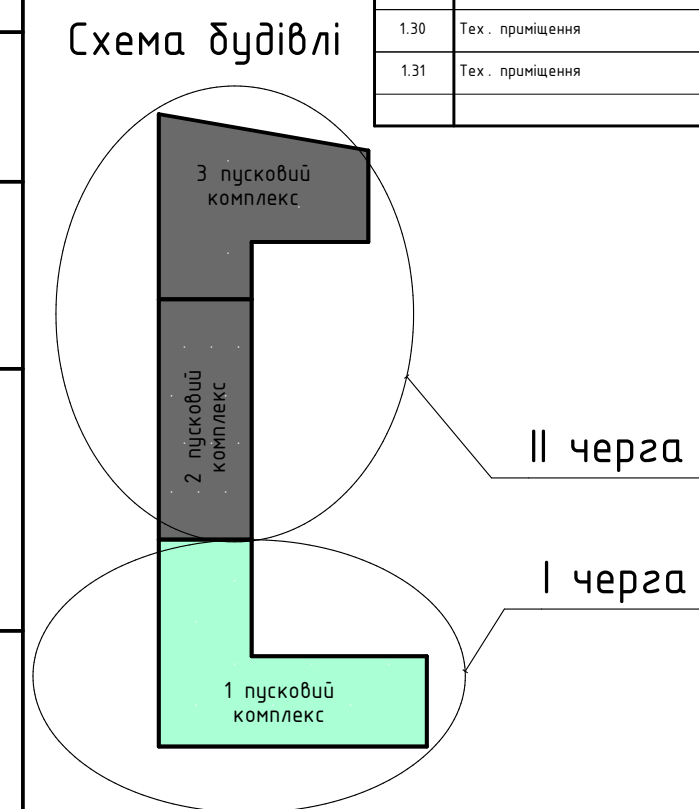 Схема будівлі
1.30 Тех. приміщення
1.31 Тех. приміщення
3 пусковий
комплекс
2 пусковий
комплекс
II черга
I черга
1 пусковий
комплекс